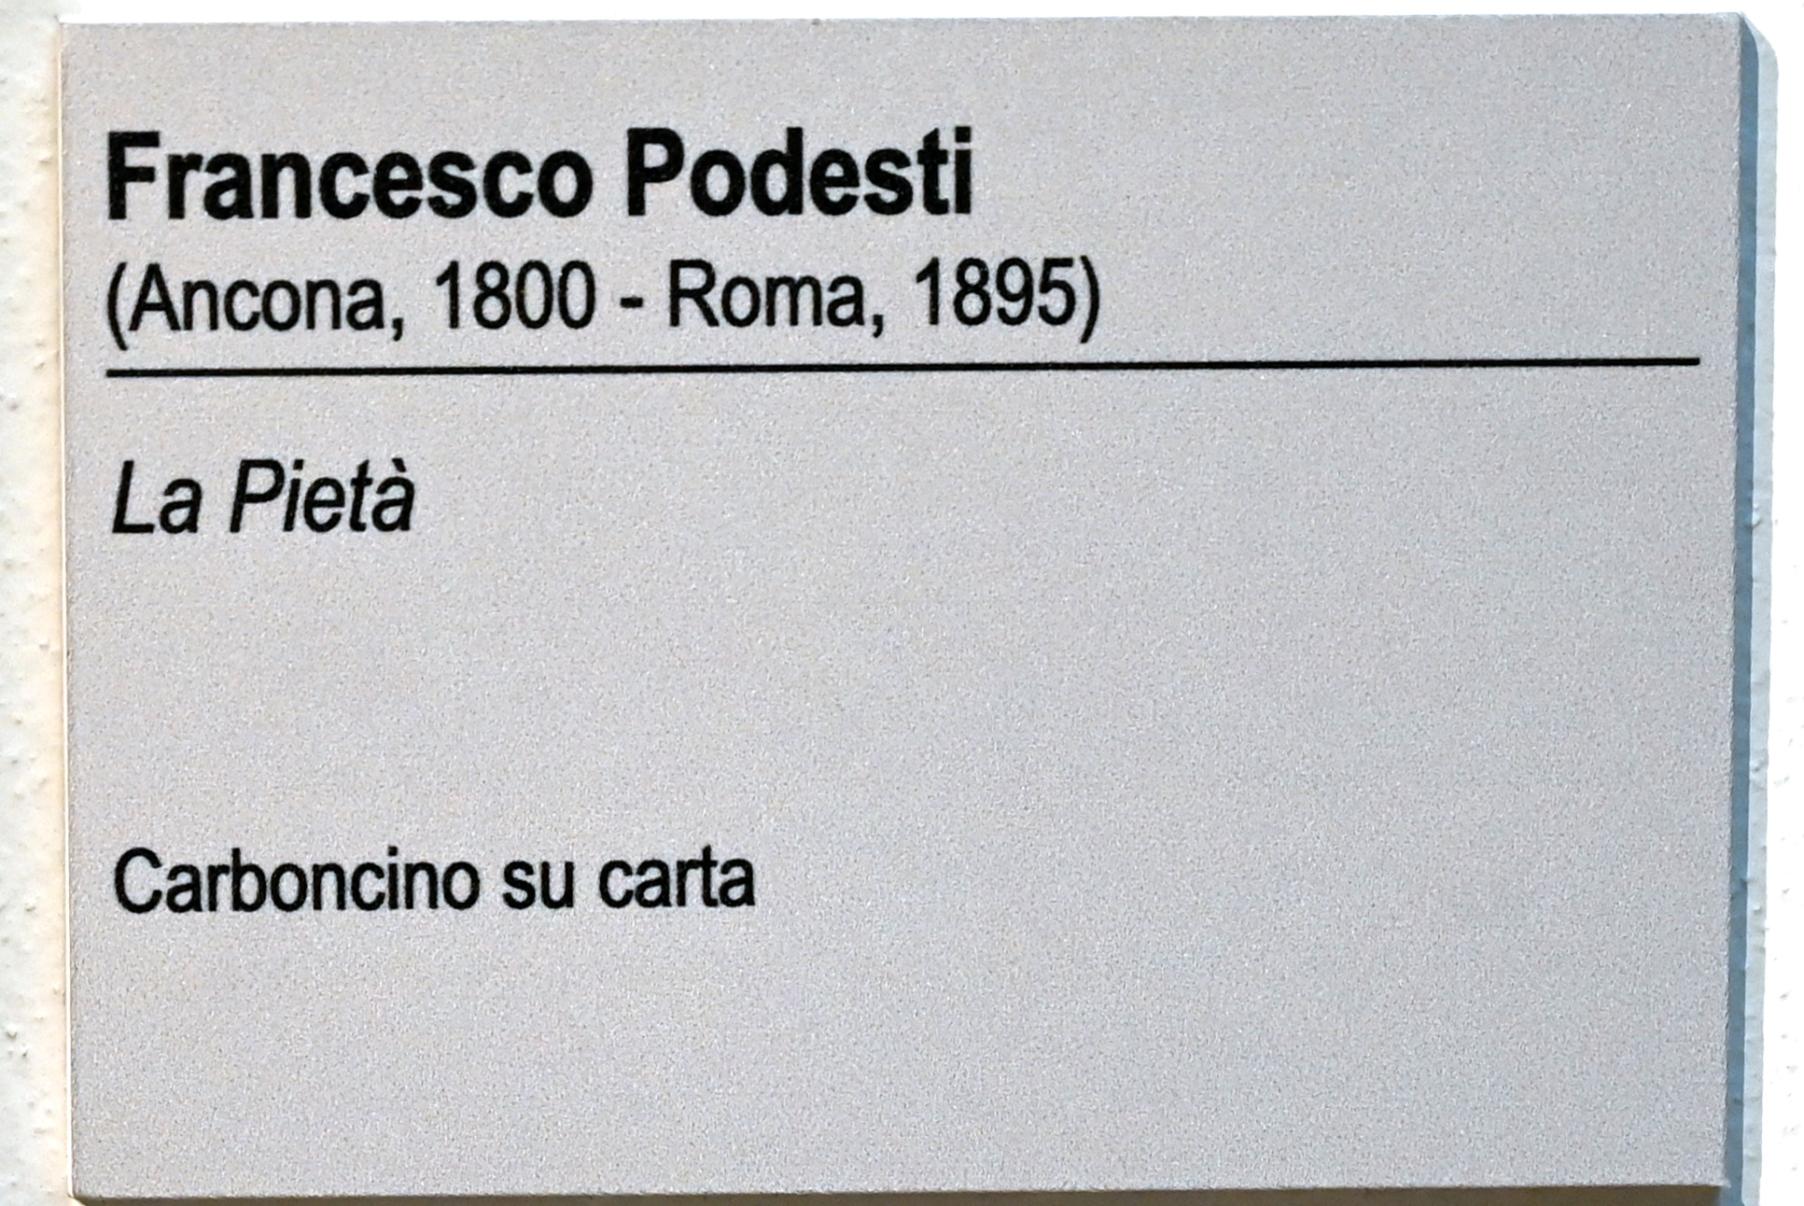 Francesco Podesti
(Ancona, 1800 - Roma, 1895)
La Pietà
Carboncino su carta